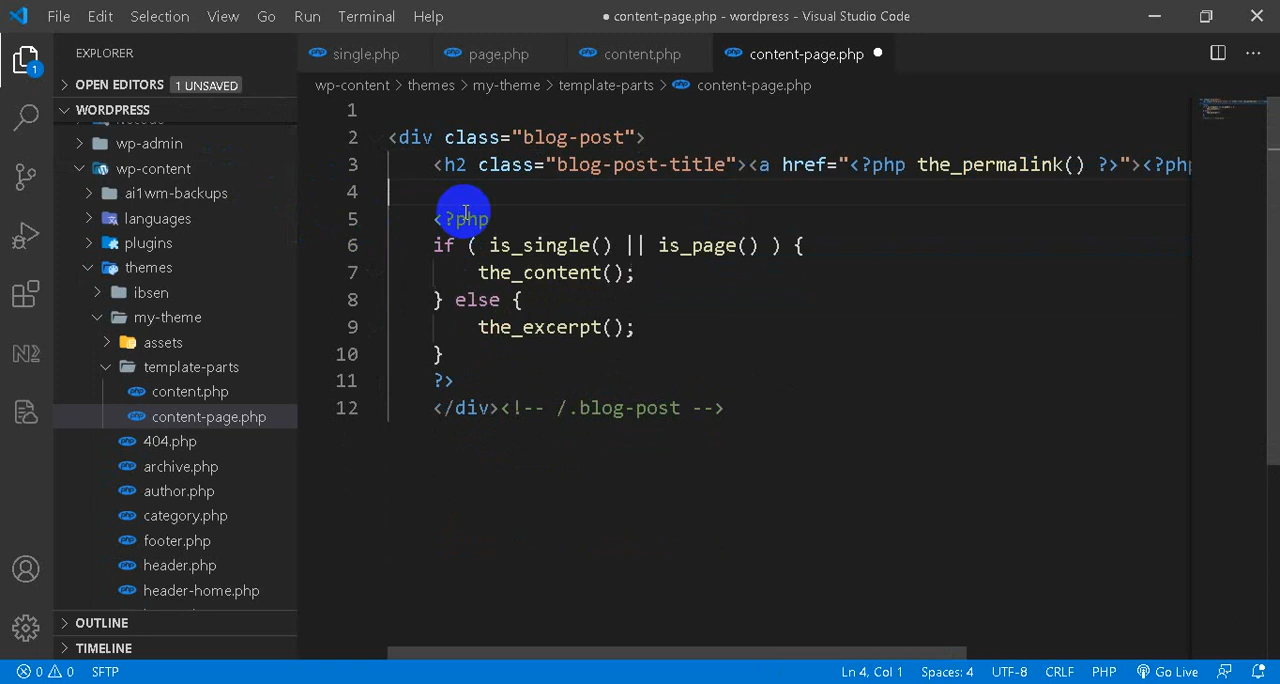 File Edit Selection View Go Run Terminal Help
● content-page.php - wordpress - Visual Studio Code
EXPLORER
single.php
page.php
content.php
content-page.php ●
1
OPEN EDITORS 1 UNSAVED
wp-content > themes > my-theme > template-parts > content-page.php
WORDPRESS
wp-admin
wp-content
ai1wm-backups
languages
plugins
themes
ibsen
my-theme
assets
template-parts
content.php
content-page.php
404.php
archive.php
author.php
category.php
footer.php
header.php
header-home.php
OUTLINE
TIMELINE
1
2 <div class="blog-post">
3 <h2 class="blog-post-title"><a href="<?php the_permalink() ?>"><?php
4
5 <?php
6 if ( is_single() || is_page() ) {
7 the_content();
8 } else {
9 the_excerpt();
10 }
11 ?>
12 </div><!-- /.blog-post -->
0 0 SFTP
Ln 4, Col 1 Spaces: 4 UTF-8 CRLF PHP Go Live